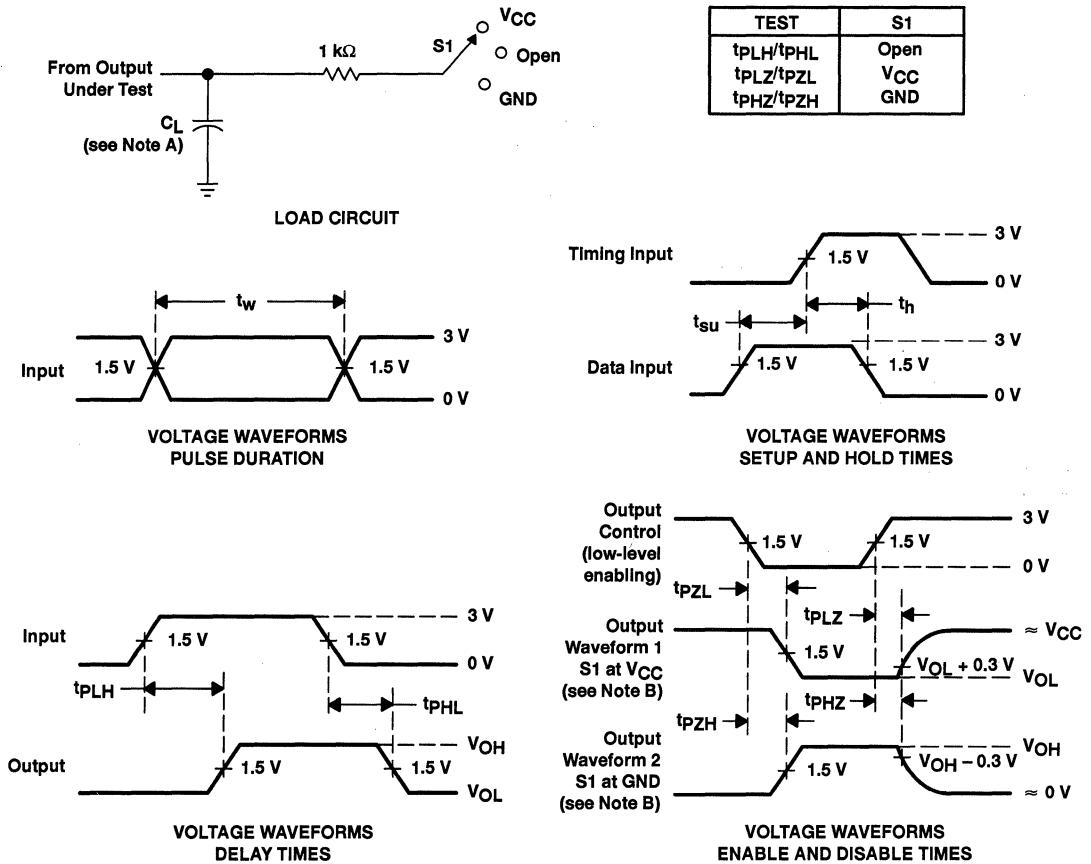 VCC
S1
1 kΩ
Open
GND
From Output
Under Test
CL
(see Note A)
LOAD CIRCUIT
TEST S1
tPLH/tPHL Open
tPLZ/tPZL VCC
tPHZ/tPZH GND
tw
3 V
Input
1.5 V
1.5 V
0 V
VOLTAGE WAVEFORMS
PULSE DURATION
3 V
Timing Input
1.5 V
0 V
th
tsu
3 V
Data Input
1.5 V
1.5 V
0 V
VOLTAGE WAVEFORMS
SETUP AND HOLD TIMES
3 V
Input
1.5 V
1.5 V
0 V
tPLH
tPHL
VOH
Output
1.5 V
1.5 V
VOL
VOLTAGE WAVEFORMS
DELAY TIMES
Output
Control
(low-level
enabling)
3 V
1.5 V
1.5 V
0 V
tPZL
tPLZ
Output
Waveform 1
S1 at VCC
(see Note B)
≈ VCC
1.5 V
VOL + 0.3 V
VOL
tPHZ
tPZH
Output
Waveform 2
S1 at GND
(see Note B)
VOH
1.5 V
VOH – 0.3 V
≈ 0 V
VOLTAGE WAVEFORMS
ENABLE AND DISABLE TIMES